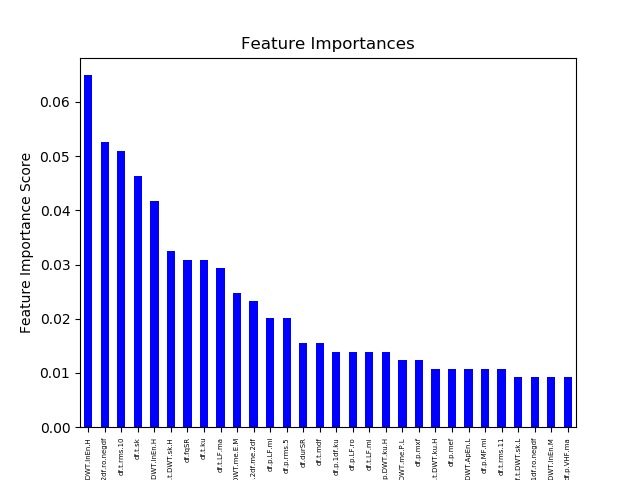 Feature Importances
Feature Importance Score
0.06
0.05
0.04
0.03
0.02
0.01
0.00
DWT.InEn.H
2df.ro.negdf
df.t.rms.10
df.t.sk
DWT.InEn.H
.t.DWT.sk.H
df.fqSR
df.t.ku
df.t.LF.ma
DWT.me.E.M
.2df.me.2df
df.p.LF.mi
df.p.rms.5
df.durSR
df.t.mdf
df.p.1df.ku
df.p.LF.ro
df.t.LF.mi
p.DWT.ku.H
DWT.me.P.L
df.p.mxf
.t.DWT.ku.H
df.p.mef
DWT.ApEn.L
df.p.MF.mi
df.t.rms.11
f.t.DWT.sk.L
1df.ro.negdf
DWT.InEn.M
df.p.VHF.ma